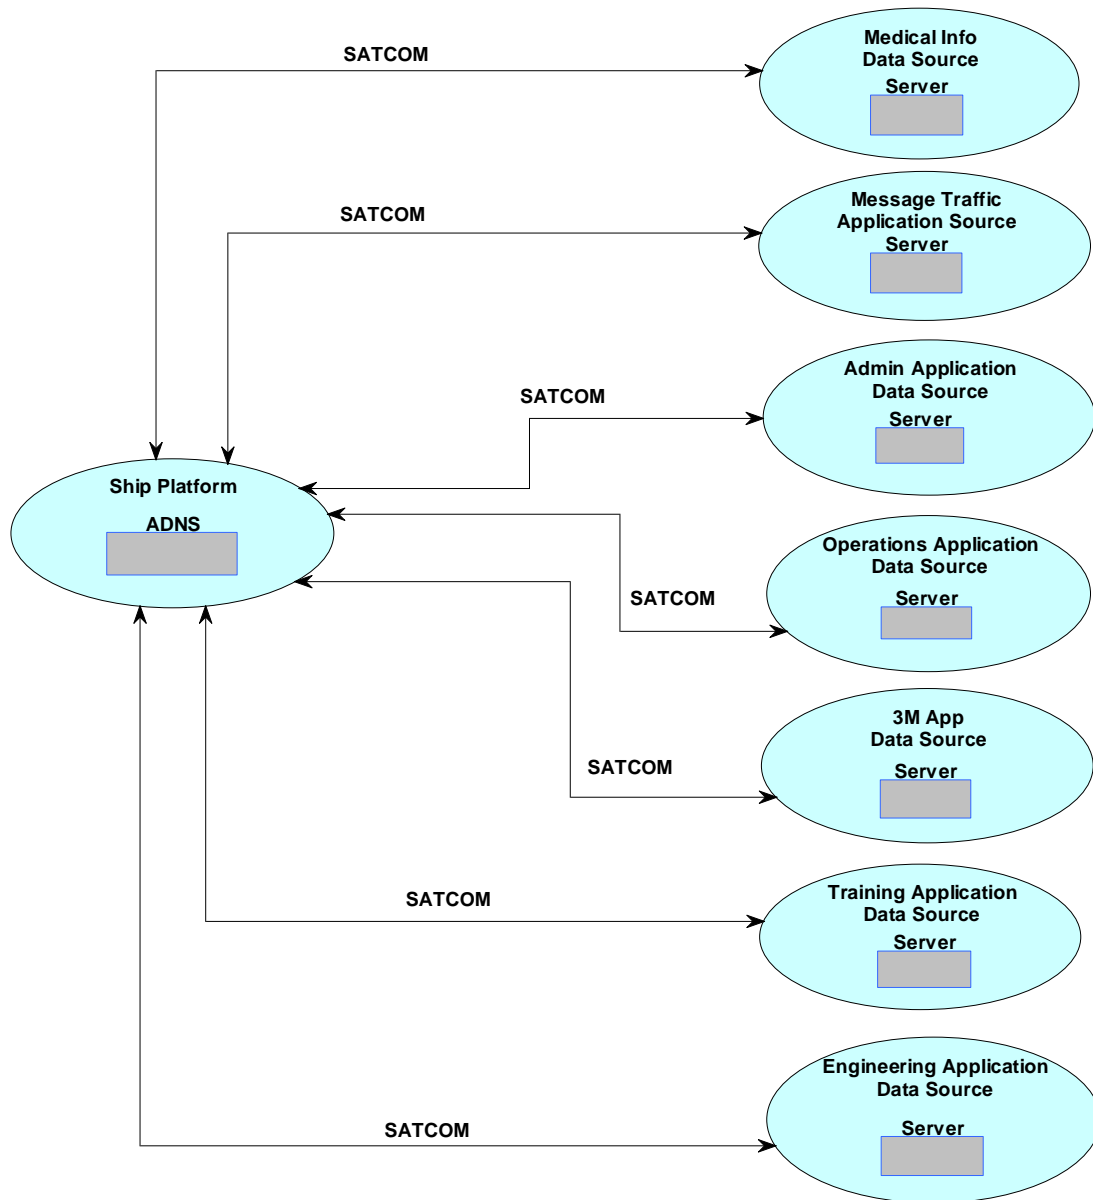 SATCOM
Medical Info
Data Source
Server
SATCOM
Message Traffic
Application Source
Server
SATCOM
Admin Application
Data Source
Server
Ship Platform
ADNS
SATCOM
Operations Application
Data Source
Server
SATCOM
3M App
Data Source
Server
SATCOM
Training Application
Data Source
Server
SATCOM
Engineering Application
Data Source
Server